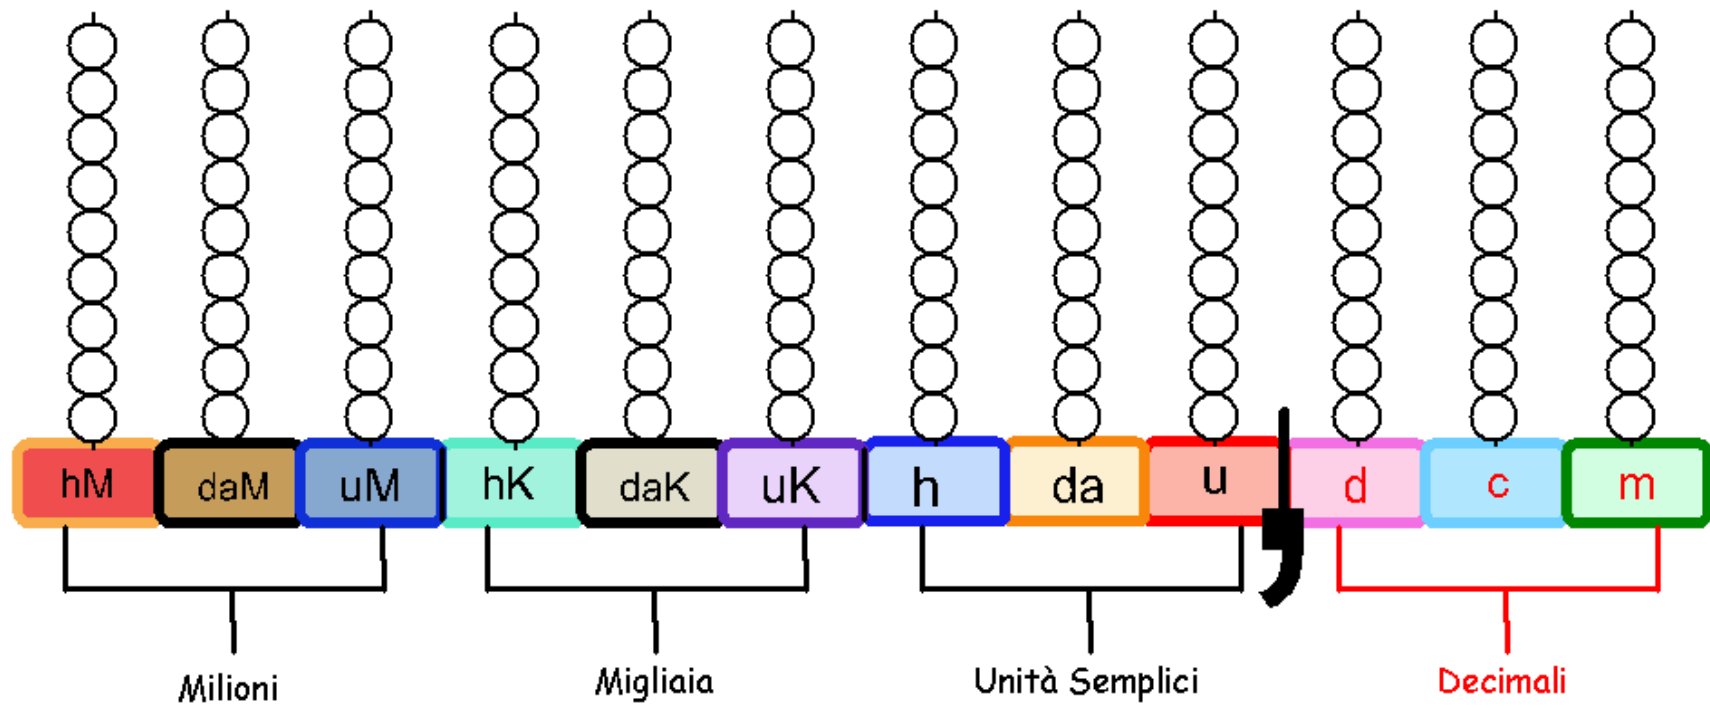 hM daM uM hK daK uK h da u , d c m
Milioni Migliaia Unità Semplici Decimali